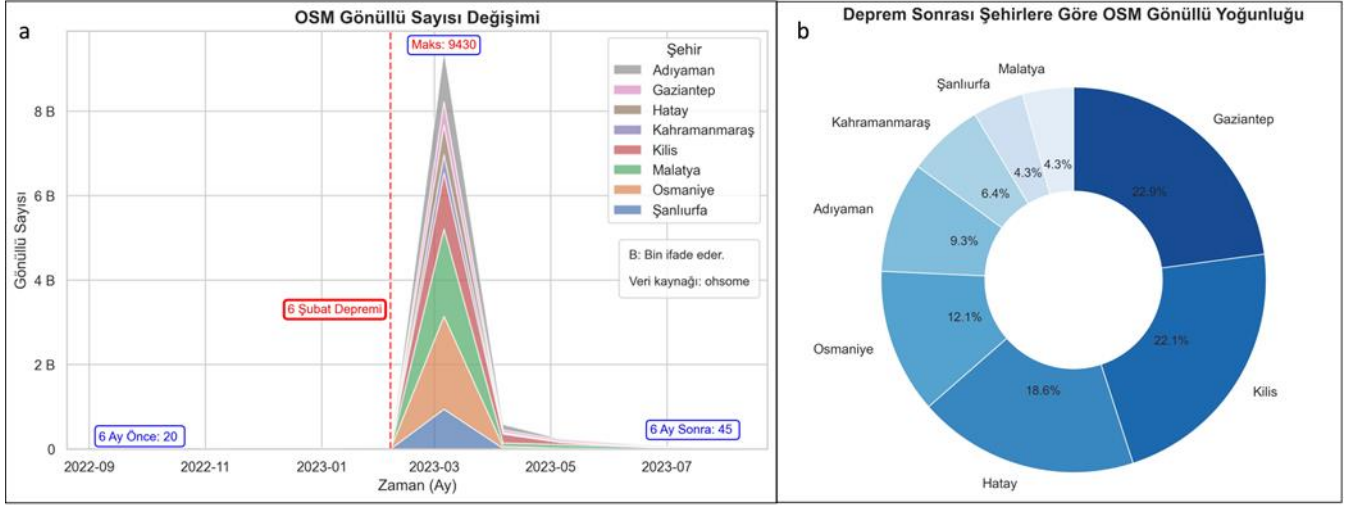 a
OSM Gönüllü Sayısı Değişimi
Maks: 9430
Şehir
Adıyaman
Gaziantep
Hatay
Kahramanmaraş
Kilis
Malatya
Osmaniye
Şanlıurfa
B: Bin ifade eder.
Veri kaynağı: ohsome
8 B
6 B
4 B
2 B
0
Gönüllü Sayısı
6 Şubat Depremi
6 Ay Önce: 20
6 Ay Sonra: 45
2022-09
2022-11
2023-01
2023-03
2023-05
2023-07
Zaman (Ay)
b
Deprem Sonrası Şehirlere Göre OSM Gönüllü Yoğunluğu
Malatya
Şanlıurfa
Kahramanmaraş
Adıyaman
Osmaniye
Hatay
Kilis
Gaziantep
4.3%
4.3%
6.4%
9.3%
12.1%
18.6%
22.1%
22.9%